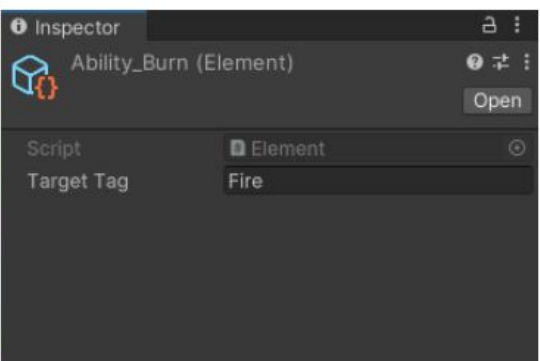 Inspector
Ability_Burn (Element)
Open
Script Element
Target Tag Fire